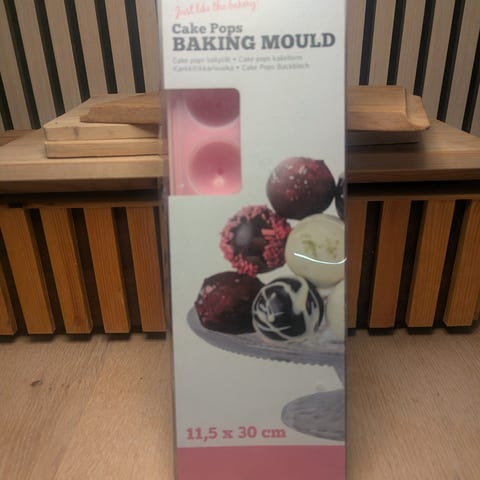 Just like the bakery!
Cake Pops
BAKING MOULD
Cake pops bakplåt • Cake pops kakeform
Kakkutikkarivuoka • Cake Pops Backblech
11,5 x 30 cm